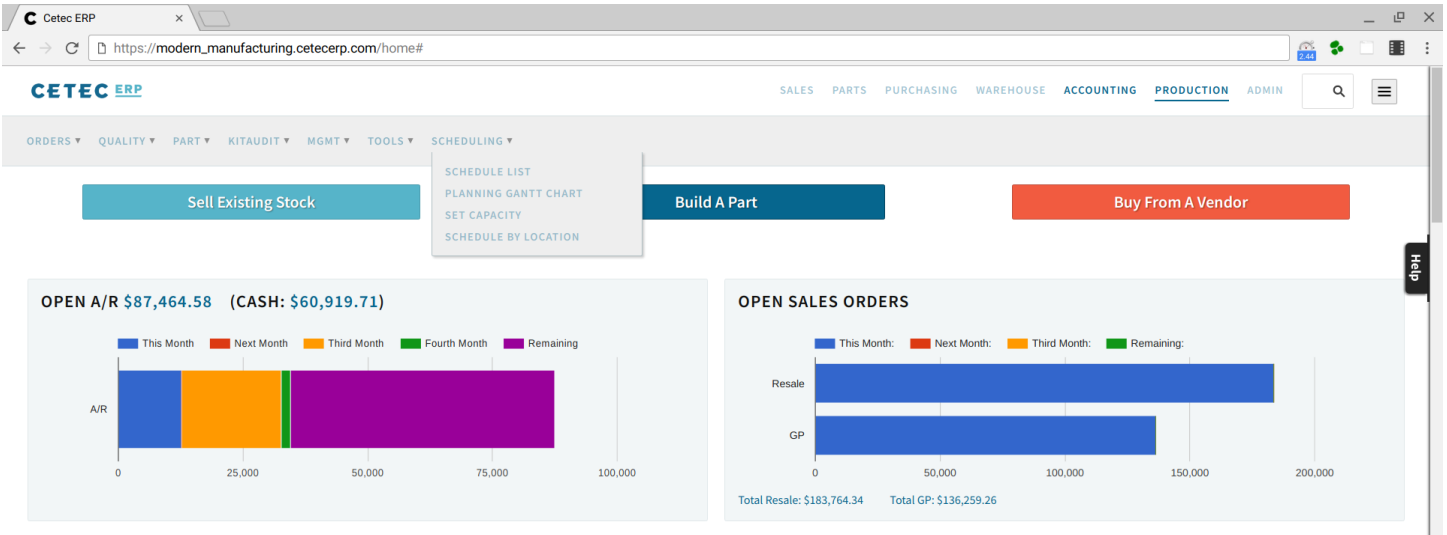 Cetec ERP
https://modern_manufacturing.cetecerp.com/home#
2.44
CETEC ERP
SALES PARTS PURCHASING WAREHOUSE ACCOUNTING PRODUCTION ADMIN
ORDERS QUALITY PART KITAUDIT MGMT TOOLS SCHEDULING
SCHEDULE LIST
PLANNING GANTT CHART
SET CAPACITY
SCHEDULE BY LOCATION
Sell Existing Stock
Build A Part
Buy From A Vendor
Help
OPEN A/R $87,464.58 (CASH: $60,919.71)
This Month Next Month Third Month Fourth Month Remaining
A/R
0 25,000 50,000 75,000 100,000
OPEN SALES ORDERS
This Month: Next Month: Third Month: Remaining:
Resale
GP
0 50,000 100,000 150,000 200,000
Total Resale: $183,764.34 Total GP: $136,259.26